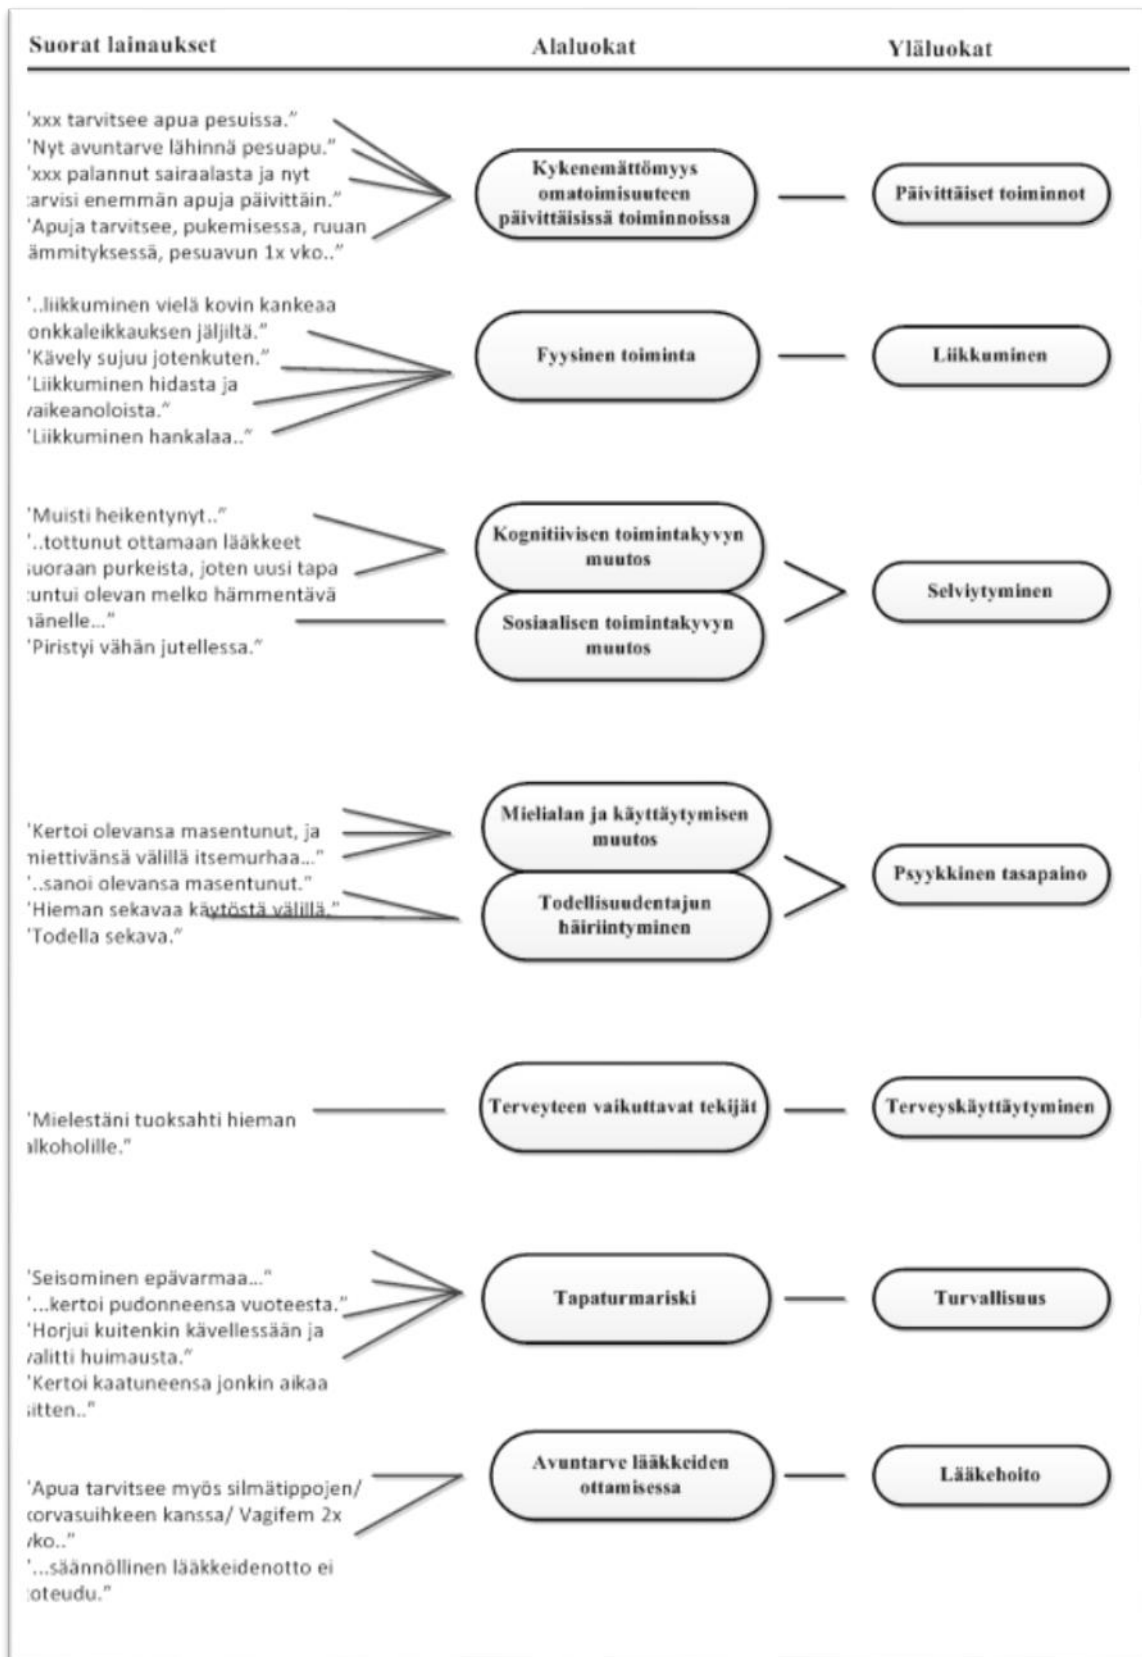 Suorat lainaukset
Alaluokat
Yläluokat
"xxx tarvitsee apua pesuissa."
"Nyt avuntarve lähinnä pesuapu."
"xxx palannut sairaalasta ja nyt
tarvisi enemmän apuja päivittäin."
"Apuja tarvitsee, pukemisessa, ruuan
ämmityksessä, pesuavun 1x vko.."
Kykenemättömyys
omatoimisuuteen
päivittäisissä toiminnoissa
Päivittäiset toiminnot
"..liikkuminen vielä kovin kankeaa
onkkaleikkauksen jäljiltä."
"Kävely sujuu jotenkuten."
"Liikkuminen hidasta ja
vaikeanoloista."
"Liikkuminen hankalaa.."
Fyysinen toiminta
Liikkuminen
"Muisti heikentynyt.."
"..tottunut ottamaan lääkkeet
suoraan purkeista, joten uusi tapa
tuntui olevan melko hämmentävä
hänelle..."
"Piristyi vähän jutellessa."
Kognitiivisen toimintakyvyn
muutos
Sosiaalisen toimintakyvyn
muutos
Selviytyminen
"Kertoi olevansa masentunut, ja
miettivänsä välillä itsemurhaa..."
"..sanoi olevansa masentunut."
"Hieman sekavaa käytöstä välillä."
"Todella sekava."
Mielialan ja käyttäytymisen
muutos
Todellisuudentajun
häiriintyminen
Psyykkinen tasapaino
"Mielestäni tuoksahti hieman
alkoholille."
Terveyteen vaikuttavat tekijät
Terveyskäyttäytyminen
"Seisominen epävarmaa..."
"...kertoi pudonneensa vuoteesta."
"Horjui kuitenkin kävellessään ja
valitti huimausta."
"Kertoi kaatuneensa jonkin aikaa
sitten.."
Tapaturmariski
Turvallisuus
"Apua tarvitsee myös silmätippojen/
korvasuihkeen kanssa/ Vagifem 2x
vko.."
"...säännöllinen lääkkeidenotto ei
toteudu."
Avuntarve lääkkeiden
ottamisessa
Lääkehoito